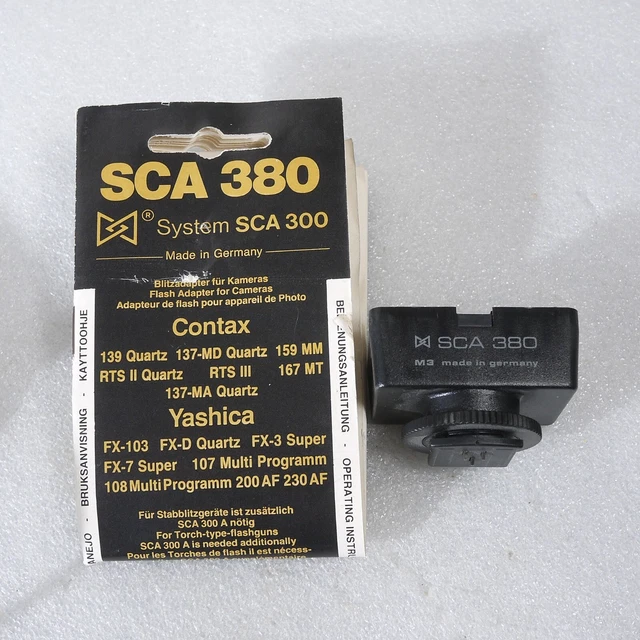 SCA 380
® System SCA 300
Made in Germany
Blitzadapter für Kameras
Flash Adapter for Cameras
Adapteur de flash pour appareil de Photo
Contax
139 Quartz 137-MD Quartz 159 MM
RTS II Quartz RTS III 167 MT
137-MA Quartz
Yashica
FX-103 FX-D Quartz FX-3 Super
FX-7 Super 107 Multi Programm
108 Multi Programm 200 AF 230 AF
Für Stabblitzgeräte ist zusätzlich
SCA 300 A nötig
For Torch-type-flashguns
SCA 300 A is needed additionally
Pour les Torches de flash il est nécess-
ANEJO - BRUKSANVISNING - KÄYTTOOHJE
BE NUNGSANLEITUNG - OPERATING INSTR
SCA 380
M3 made in germany